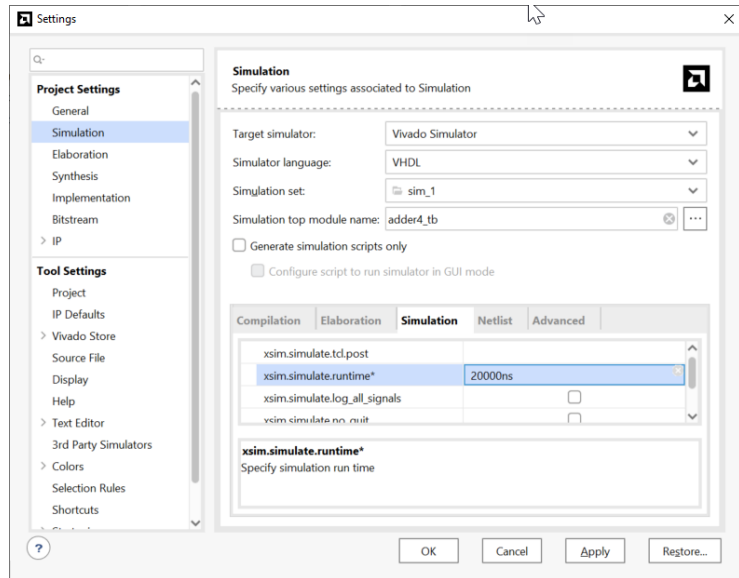 Settings
Project Settings
General
Simulation
Elaboration
Synthesis
Implementation
Bitstream
> IP
Tool Settings
Project
IP Defaults
> Vivado Store
Source File
Display
Help
> Text Editor
3rd Party Simulators
> Colors
Selection Rules
Shortcuts
Simulation
Specify various settings associated to Simulation
Target simulator: Vivado Simulator
Simulator language: VHDL
Simulation set: sim_1
Simulation top module name: adder4_tb
Generate simulation scripts only
Configure script to run simulator in GUI mode
Compilation Elaboration Simulation Netlist Advanced
xsim.simulate.tcl.post
xsim.simulate.runtime* 20000ns
xsim.simulate.log_all_signals
xsim.simulate.no_quit
xsim.simulate.runtime*
Specify simulation run time
? OK Cancel Apply Restore...